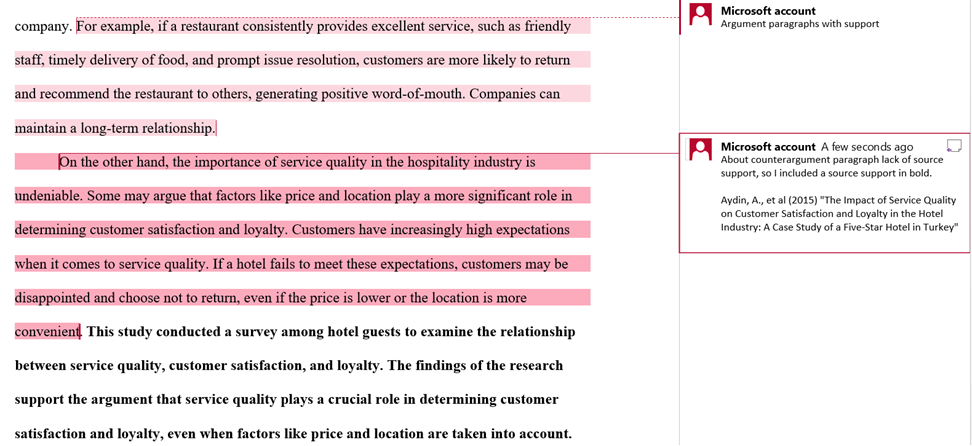 company. For example, if a restaurant consistently provides excellent service, such as friendly
staff, timely delivery of food, and prompt issue resolution, customers are more likely to return
and recommend the restaurant to others, generating positive word-of-mouth. Companies can
maintain a long-term relationship.
On the other hand, the importance of service quality in the hospitality industry is
undeniable. Some may argue that factors like price and location play a more significant role in
determining customer satisfaction and loyalty. Customers have increasingly high expectations
when it comes to service quality. If a hotel fails to meet these expectations, customers may be
disappointed and choose not to return, even if the price is lower or the location is more
convenient. This study conducted a survey among hotel guests to examine the relationship
between service quality, customer satisfaction, and loyalty. The findings of the research
support the argument that service quality plays a crucial role in determining customer
satisfaction and loyalty, even when factors like price and location are taken into account.
Microsoft account
Argument paragraphs with support
Microsoft account A few seconds ago
About counterargument paragraph lack of source
support, so I included a source support in bold.
Aydin, A., et al (2015) "The Impact of Service Quality
on Customer Satisfaction and Loyalty in the Hotel
Industry: A Case Study of a Five-Star Hotel in Turkey"